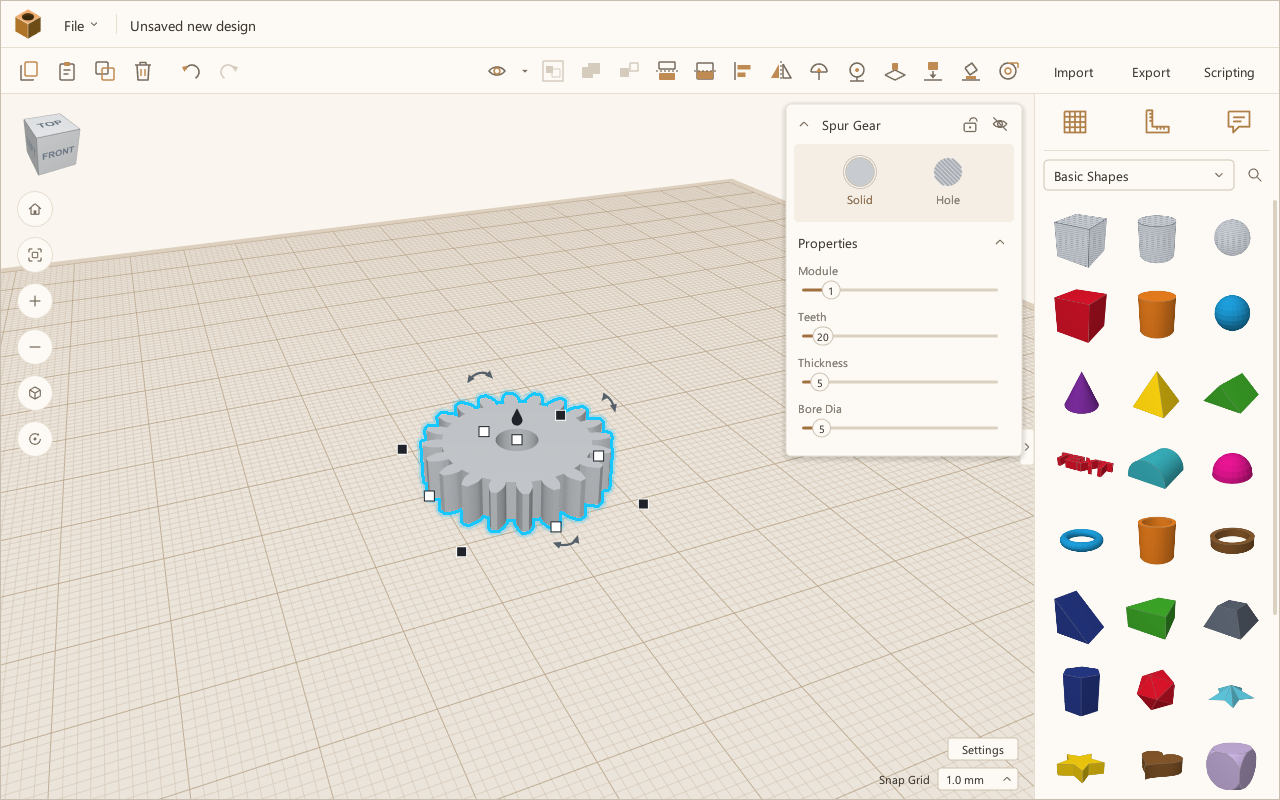 File
Unsaved new design
Import
Export
Scripting
TOP
FRONT
Spur Gear
Solid
Hole
Properties
Module
1
Teeth
20
Thickness
5
Bore Dia
5
Basic Shapes
Settings
Snap Grid
1.0 mm